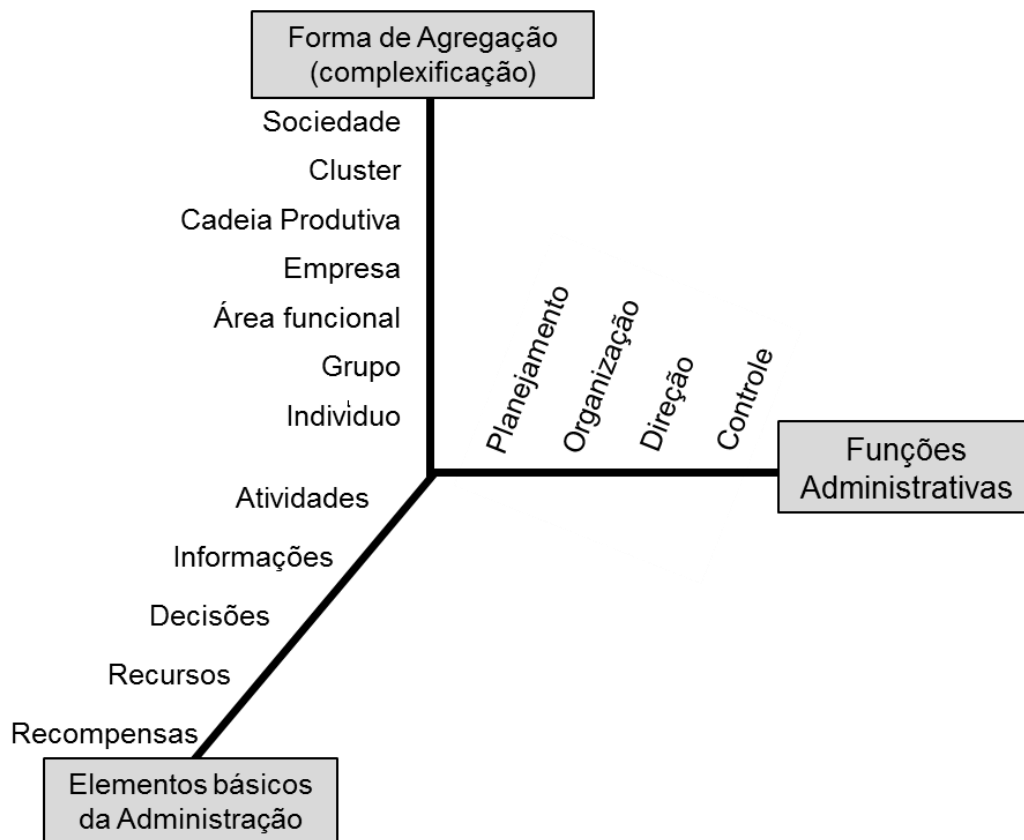 Forma de Agregação
(complexificação)
Sociedade
Cluster
Cadeia Produtiva
Empresa
Área funcional
Grupo
Indivíduo
Planejamento
Organização
Direção
Controle
Funções
Administrativas
Atividades
Informações
Decisões
Recursos
Recompensas
Elementos básicos
da Administração